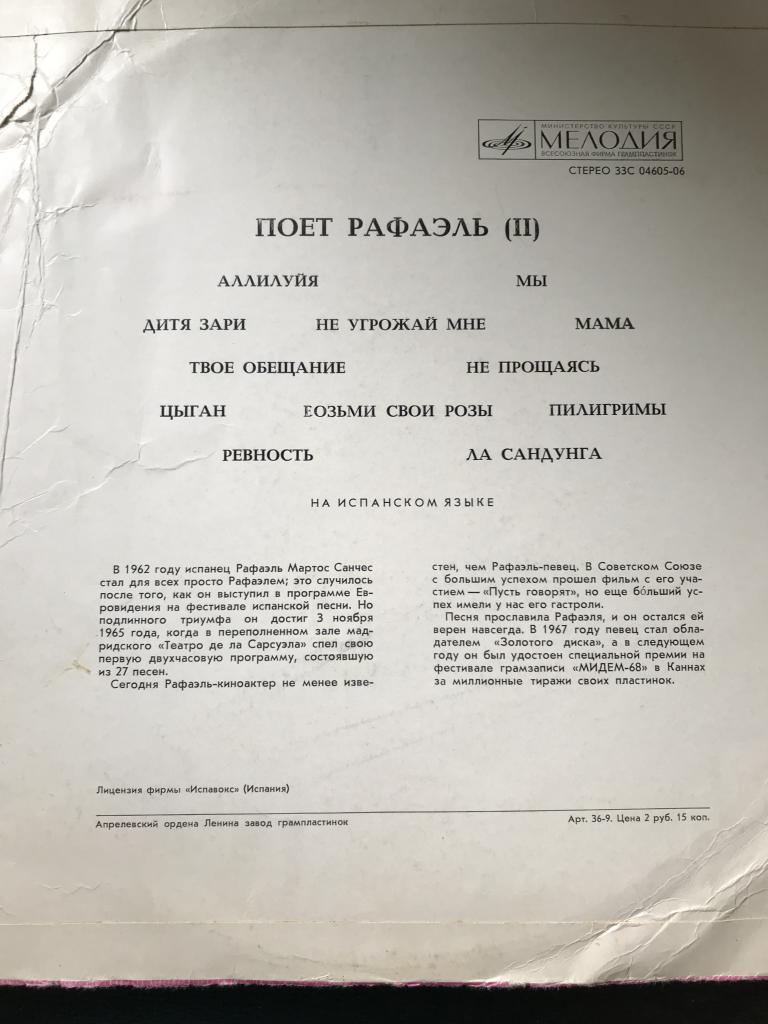 МИНИСТЕРСТВО КУЛЬТУРЫ СССР
МЕЛОДИЯ
ВСЕСОЮЗНАЯ ФИРМА ГРАМПЛАСТИНОК
СТЕРЕО 33С 04605-06
ПОЕТ РАФАЭЛЬ (II)
АЛЛИЛУЙЯ МЫ
ДИТЯ ЗАРИ НЕ УГРОЖАЙ МНЕ МАМА
ТВОЕ ОБЕЩАНИЕ НЕ ПРОЩАЯСЬ
ЦЫГАН ВОЗЬМИ СВОИ РОЗЫ ПИЛИГРИМЫ
РЕВНОСТЬ ЛА САНДУНГА
НА ИСПАНСКОМ ЯЗЫКЕ
В 1962 году испанец Рафаэль Мартос Санчес
стал для всех просто Рафаэлем; это случилось
после того, как он выступил в программе Ев-
ровидения на фестивале испанской песни. Но
подлинного триумфа он достиг 3 ноября
1965 года, когда в переполненном зале мад-
ридского «Театро де ла Сарсуэла» спел свою
первую двухчасовую программу, состоявшую
из 27 песен.
Сегодня Рафаэль-киноактер не менее изве-
стен, чем Рафаэль-певец. В Советском Союзе
с большим успехом прошел фильм с его уча-
стием — «Пусть говорят», но еще бо́льший ус-
пех имели у нас его гастроли.
Песня прославила Рафаэля, и он остался ей
верен навсегда. В 1967 году певец стал обла-
дателем «Золотого диска», а в следующем
году он был удостоен специальной премии на
фестивале грамзаписи «МИДЕМ-68» в Каннах
за миллионные тиражи своих пластинок.
Лицензия фирмы «Испавокс» (Испания)
Апрелевский ордена Ленина завод грампластинок
Арт. 36-9. Цена 2 руб. 15 коп.